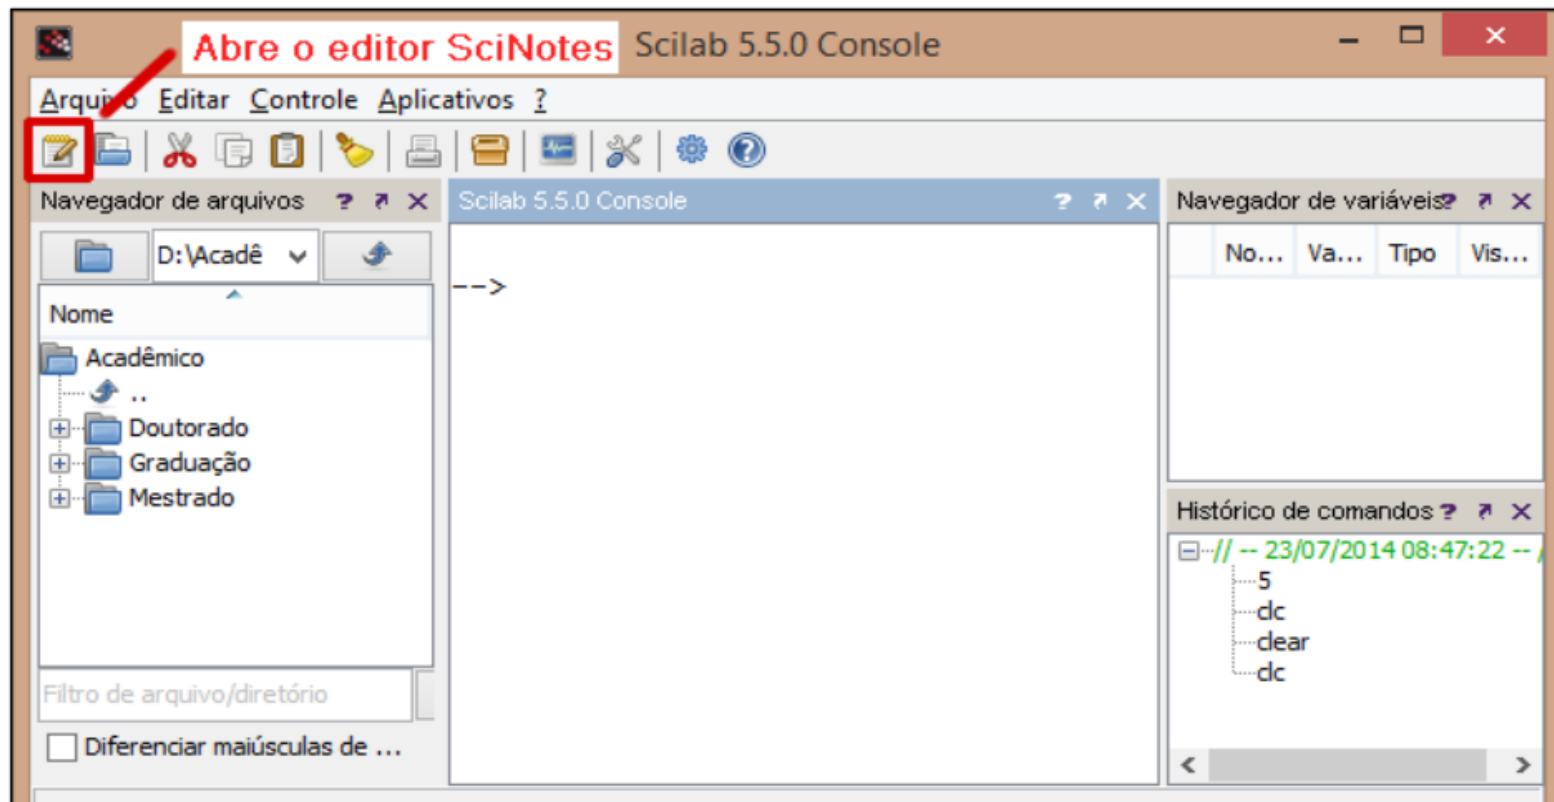 Abre o editor SciNotes Scilab 5.5.0 Console
Arquivo Editar Controle Aplicativos ?
Navegador de arquivos
D:\Acadê
Nome
Acadêmico
..
Doutorado
Graduação
Mestrado
Filtro de arquivo/diretório
Diferenciar maiúsculas de ...
Scilab 5.5.0 Console
-->
Navegador de variáveis
No... Va... Tipo Vis...
Histórico de comandos
// -- 23/07/2014 08:47:22 -- /
5
clc
clear
clc